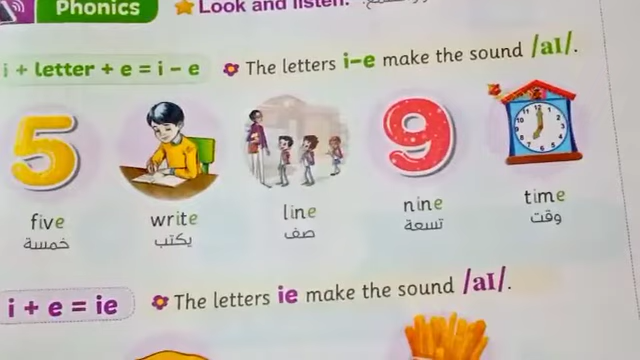 Phonics
Look and listen.
i + letter + e = i – e
The letters i–e make the sound /aɪ/.
5
9
five
write
line
nine
time
خمسة
يكتب
صف
تسعة
وقت
i + e = ie
The letters ie make the sound /aɪ/.